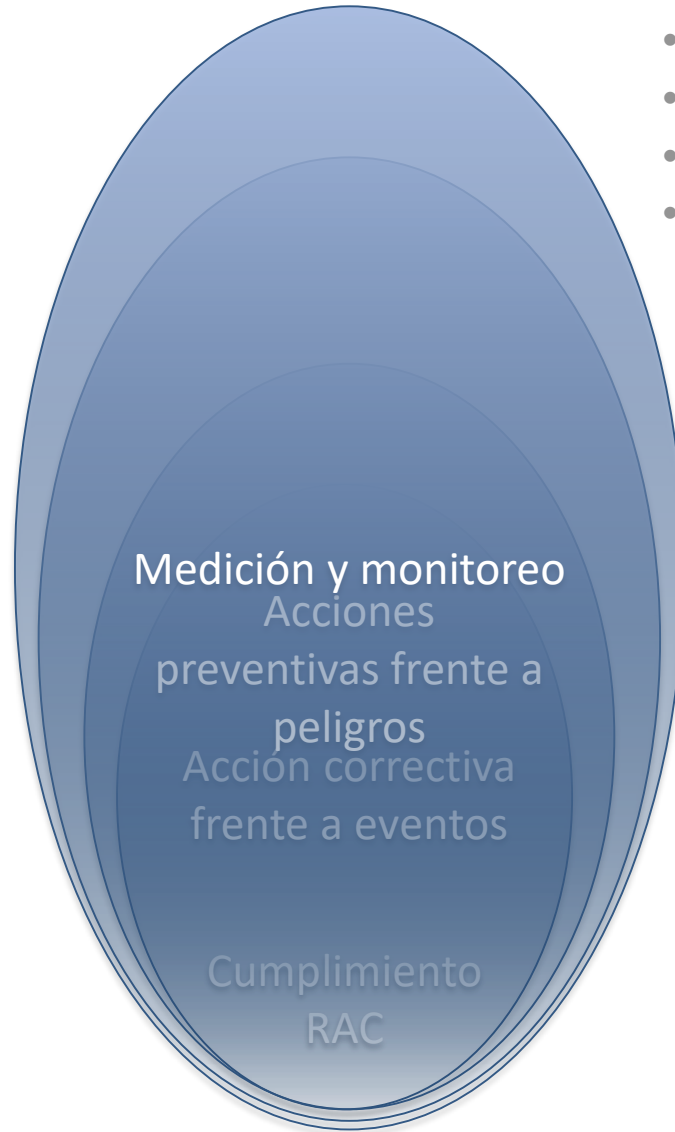 Medición y monitoreo
Acciones
preventivas frente a
peligros
Acción correctiva
frente a eventos
Cumplimiento
RAC